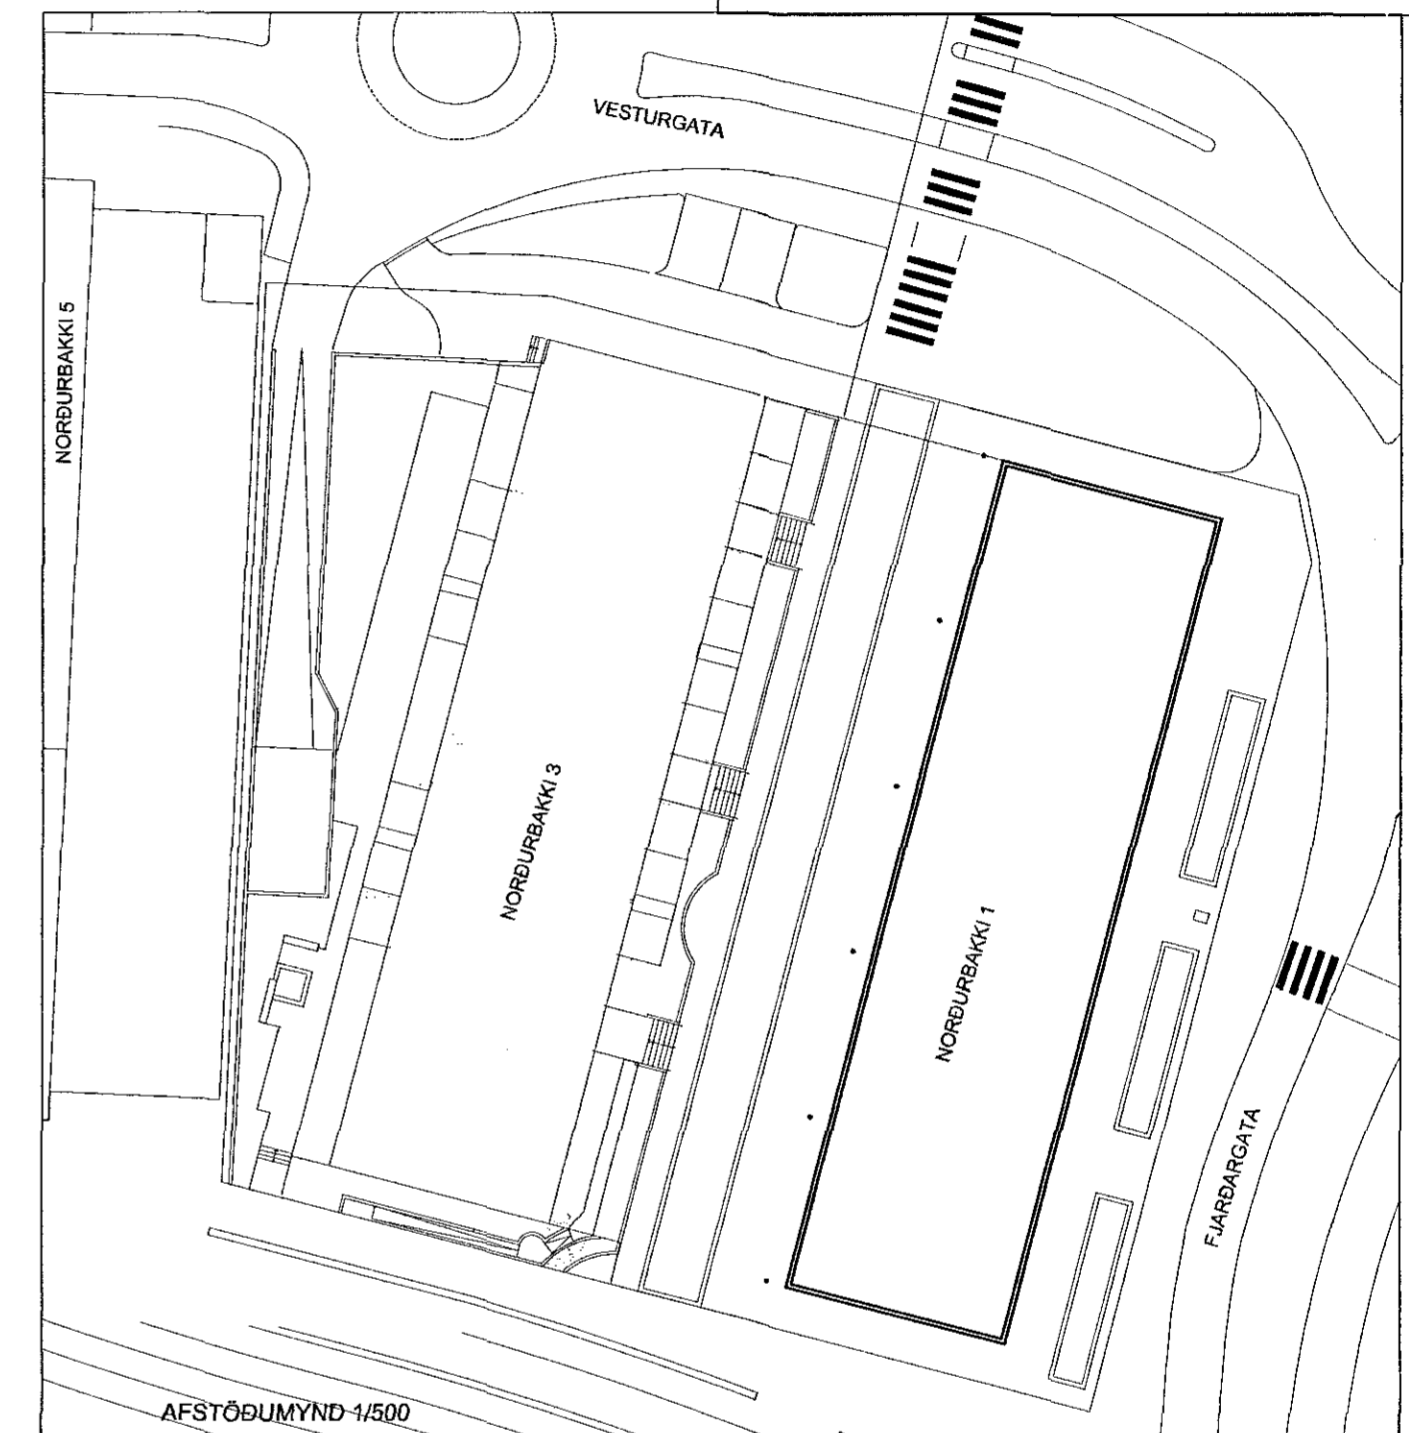 VESTURGATA
NORÐURBAKKI 5
NORÐURBAKKI 3
NORÐURBAKKI 1
FJARÐARGATA
AFSTÖÐUMYND 1/500